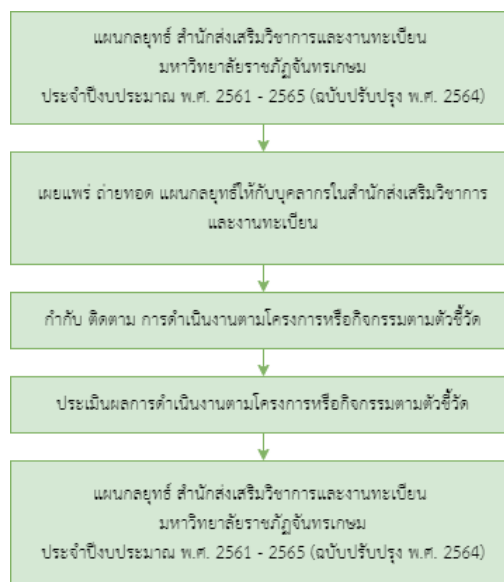 แผนกลยุทธ์ สำนักส่งเสริมวิชาการและงานทะเบียน
มหาวิทยาลัยราชภัฏจันทรเกษม
ประจำปีงบประมาณ พ.ศ. 2561 - 2565 (ฉบับปรับปรุง พ.ศ. 2564)
เผยแพร่ ถ่ายทอด แผนกลยุทธ์ให้กับบุคลากรในสำนักส่งเสริมวิชาการ
และงานทะเบียน
กำกับ ติดตาม การดำเนินงานตามโครงการหรือกิจกรรมตามตัวชี้วัด
ประเมินผลการดำเนินงานตามโครงการหรือกิจกรรมตามตัวชี้วัด
แผนกลยุทธ์ สำนักส่งเสริมวิชาการและงานทะเบียน
มหาวิทยาลัยราชภัฏจันทรเกษม
ประจำปีงบประมาณ พ.ศ. 2561 - 2565 (ฉบับปรับปรุง พ.ศ. 2564)